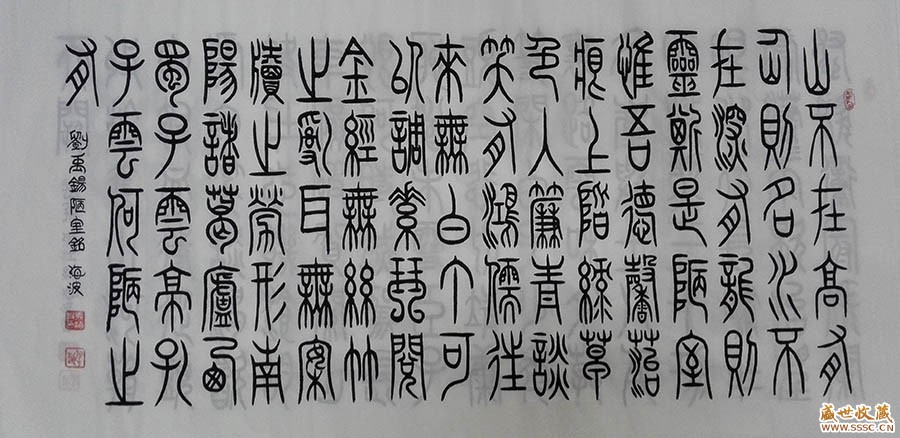 山不在高有
仙則名水不
在深有龍則
靈斯是陋室
惟吾德馨苔
痕上階綠草
色入簾青談
笑有鴻儒往
來無白丁可
以調素琴閱
金經無絲竹
之亂耳無案
牘之勞形南
陽諸葛廬西
蜀子雲亭孔
子雲何陋之
有
劉禹錫陋室銘 海波
盛世收藏
www.SSSC.CN